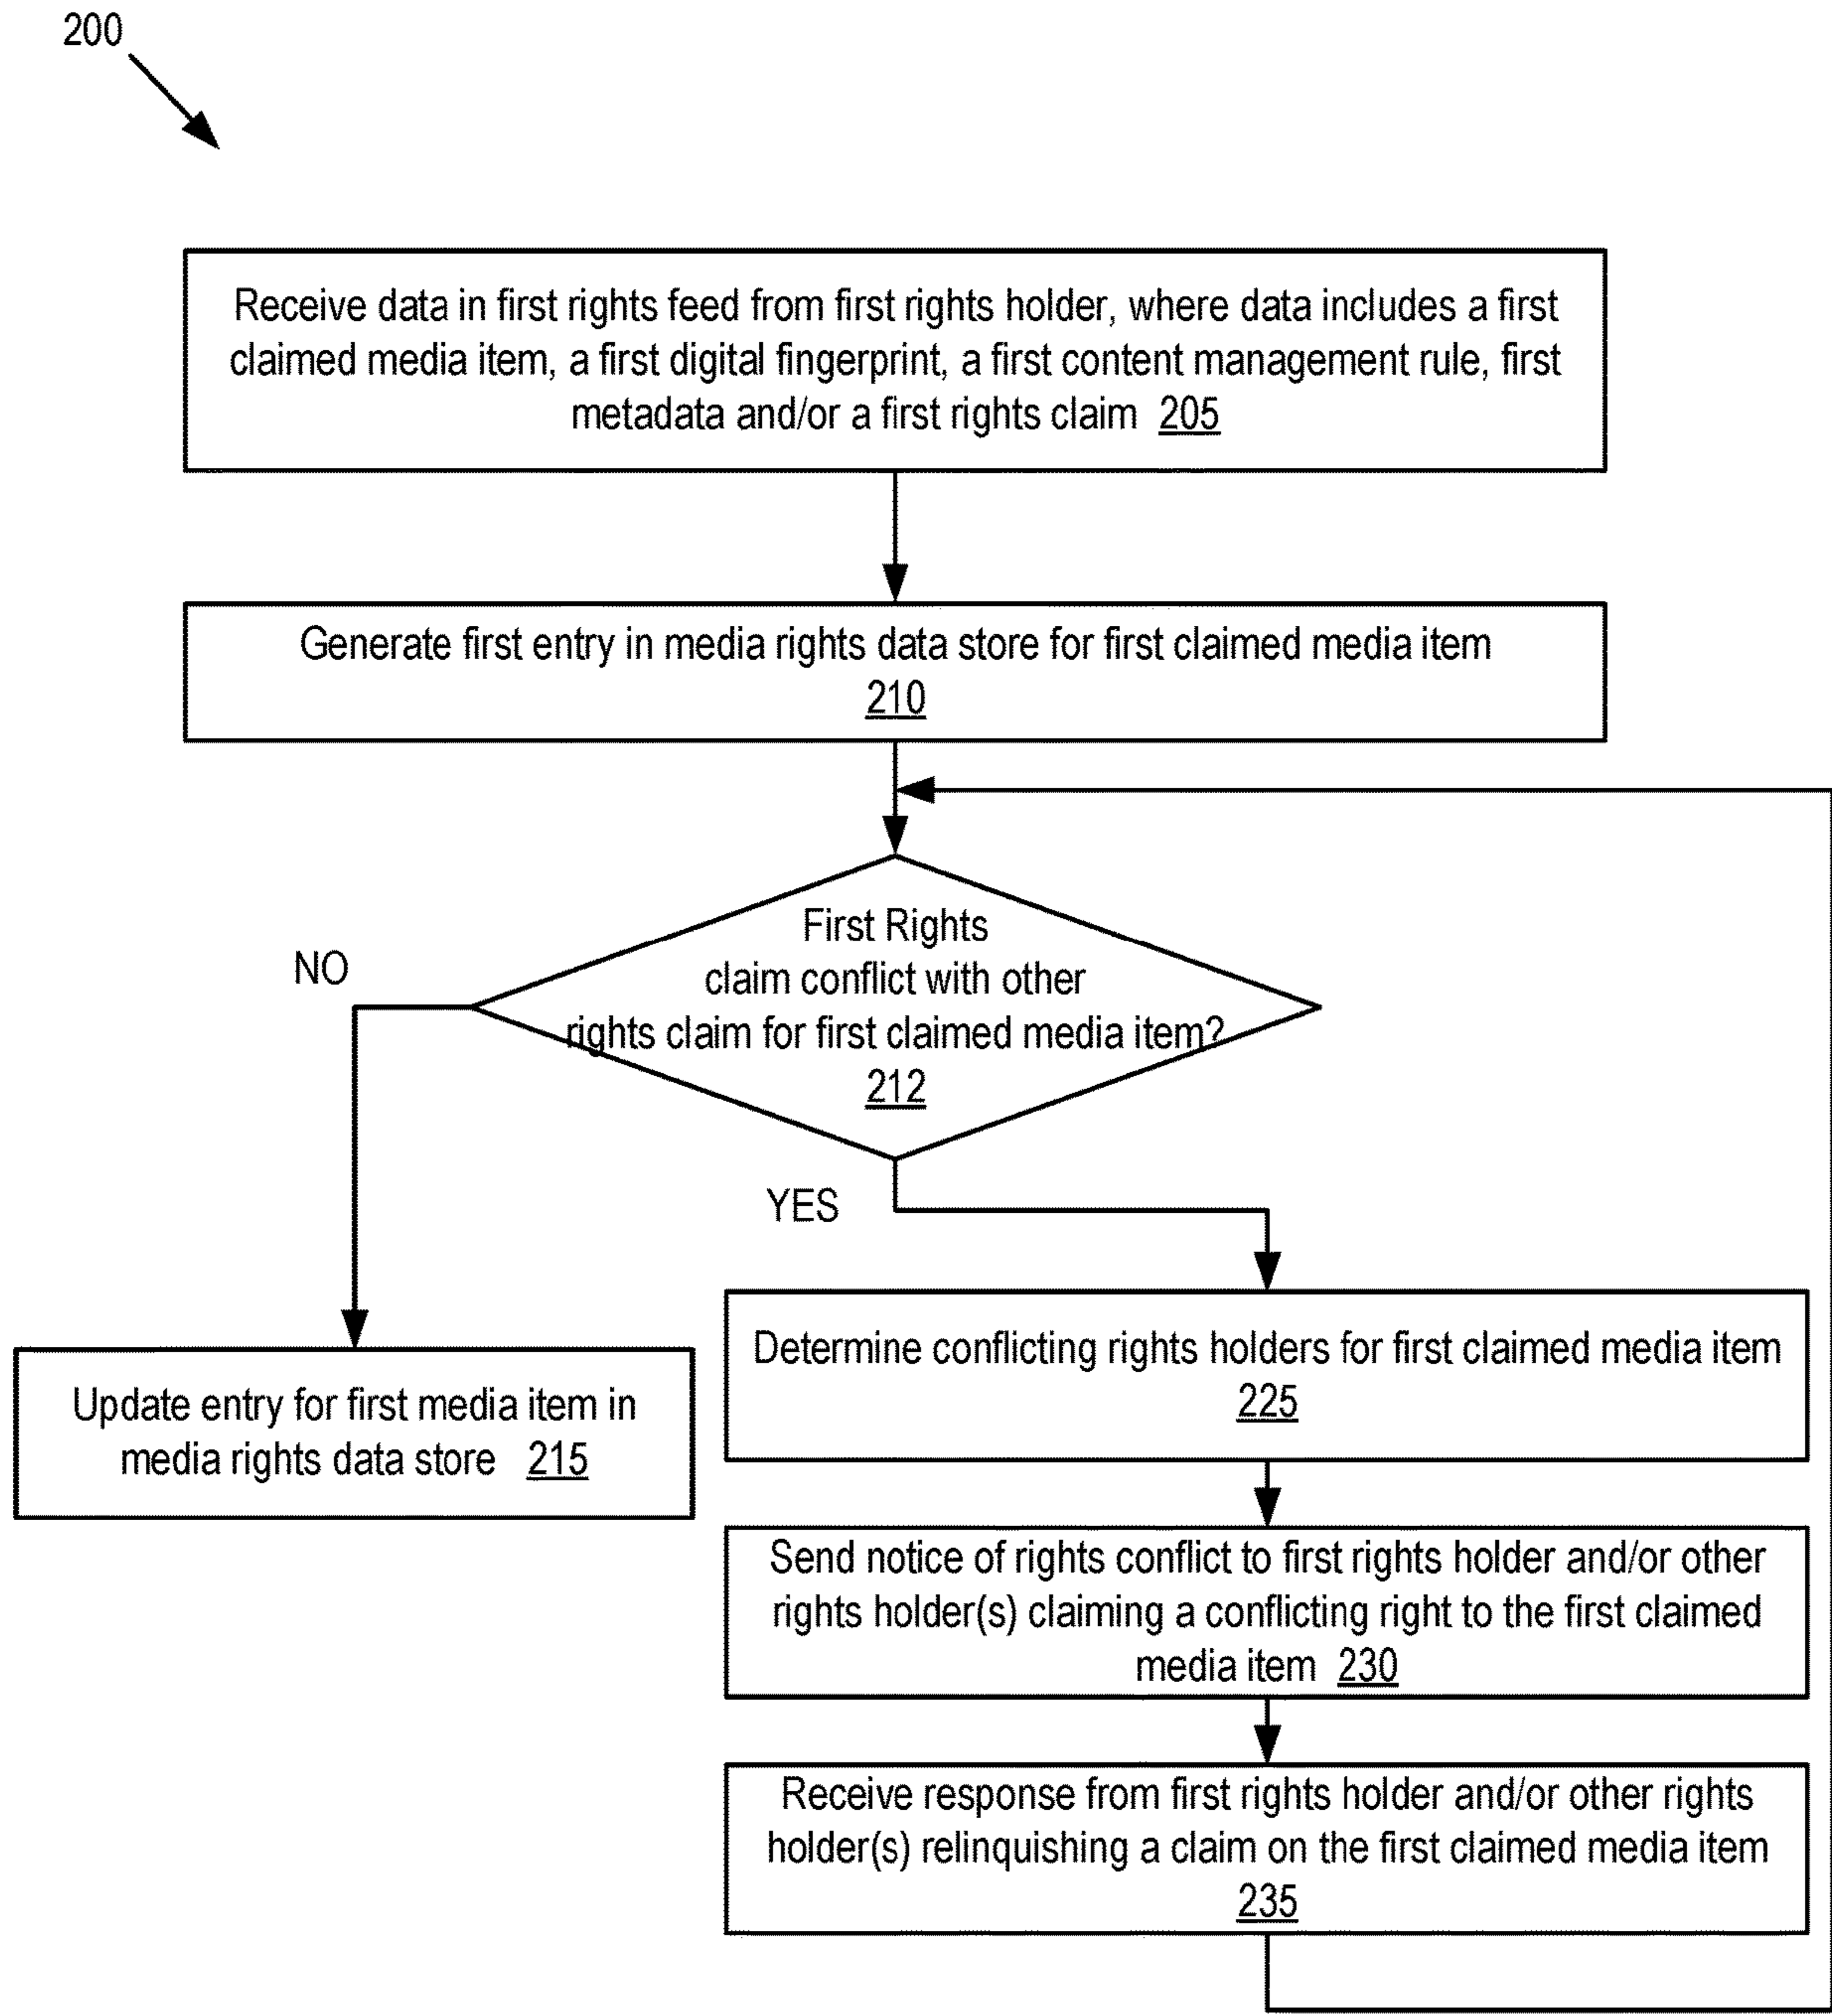 200
Receive data in first rights feed from first rights holder, where data includes a first
claimed media item, a first digital fingerprint, a first content management rule, first
metadata and/or a first rights claim 205
Generate first entry in media rights data store for first claimed media item
210
First Rights
claim conflict with other
rights claim for first claimed media item?
212
NO
YES
Update entry for first media item in
media rights data store 215
Determine conflicting rights holders for first claimed media item
225
Send notice of rights conflict to first rights holder and/or other
rights holder(s) claiming a conflicting right to the first claimed
media item 230
Receive response from first rights holder and/or other rights
holder(s) relinquishing a claim on the first claimed media item
235